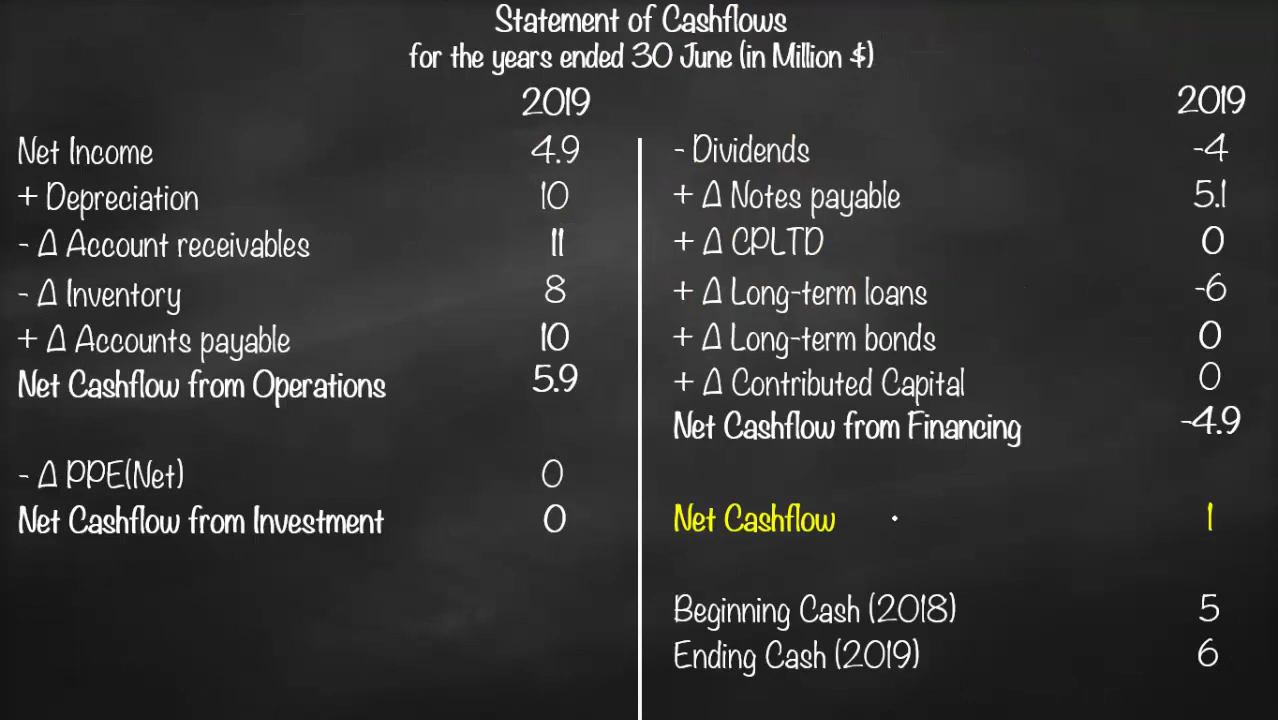 Statement of Cashflows
for the years ended 30 June (in Million $)
2019
Net Income 4.9
+ Depreciation 10
- Δ Account receivables 11
- Δ Inventory 8
+ Δ Accounts payable 10
Net Cashflow from Operations 5.9
- Δ PPE(Net) 0
Net Cashflow from Investment 0
2019
- Dividends -4
+ Δ Notes payable 5.1
+ Δ CPLTD 0
+ Δ Long-term loans -6
+ Δ Long-term bonds 0
+ Δ Contributed Capital 0
Net Cashflow from Financing -4.9
Net Cashflow 1
Beginning Cash (2018) 5
Ending Cash (2019) 6